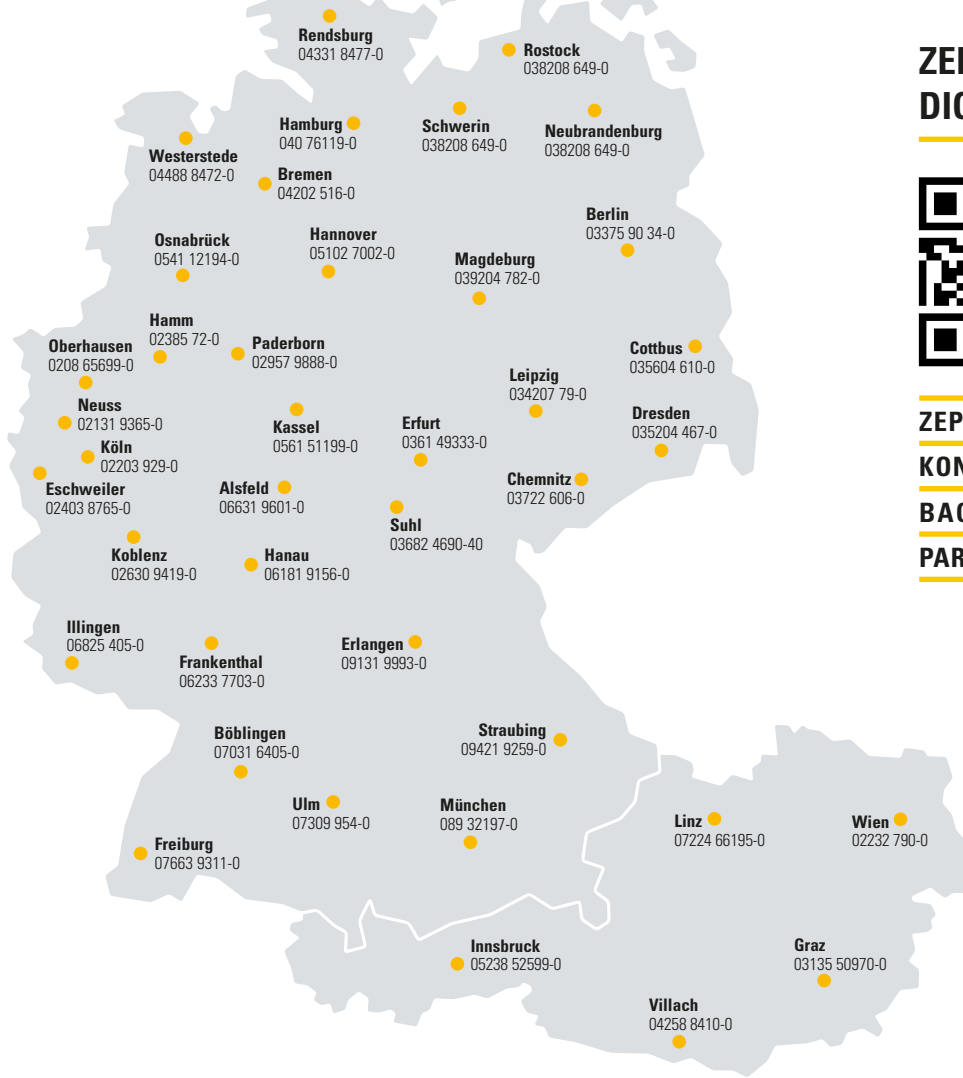 Rendsburg
04331 8477-0
Rostock
038208 649-0
Hamburg
040 76119-0
Schwerin
038208 649-0
Neubrandenburg
038208 649-0
Westerstede
04488 8472-0
Bremen
04202 516-0
Berlin
03375 90 34-0
Osnabrück
0541 12194-0
Hannover
05102 7002-0
Magdeburg
039204 782-0
Hamm
02385 72-0
Paderborn
02957 9888-0
Oberhausen
0208 65699-0
Cottbus
035604 610-0
Leipzig
034207 79-0
Neuss
02131 9365-0
Kassel
0561 51199-0
Erfurt
0361 49333-0
Dresden
035204 467-0
Köln
02203 929-0
Eschweiler
02403 8765-0
Alsfeld
06631 9601-0
Chemnitz
03722 606-0
Suhl
03682 4690-40
Koblenz
02630 9419-0
Hanau
06181 9156-0
Illingen
06825 405-0
Frankenthal
06233 7703-0
Erlangen
09131 9993-0
Böblingen
07031 6405-0
Straubing
09421 9259-0
Ulm
07309 954-0
München
089 32197-0
Freiburg
07663 9311-0
Linz
07224 66195-0
Wien
02232 790-0
Innsbruck
05238 52599-0
Graz
03135 50970-0
Villach
04258 8410-0
ZEP
KON
PAR